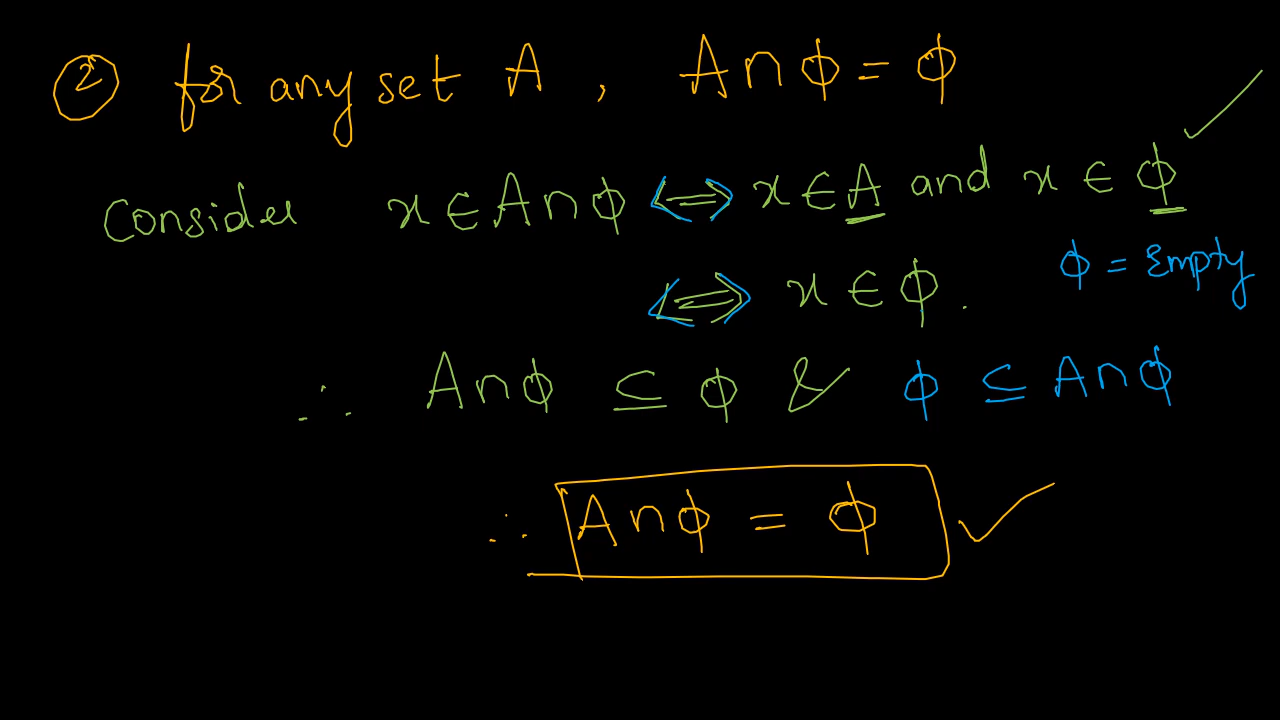 ② for any set A , A∩ϕ = ϕ
Consider x ∈ A∩ϕ ⟺ x ∈ A and x ∈ ϕ
⟺ x ∈ ϕ. ϕ = Empty
∴ A∩ϕ ⊆ ϕ & ϕ ⊆ A∩ϕ
∴ A∩ϕ = ϕ